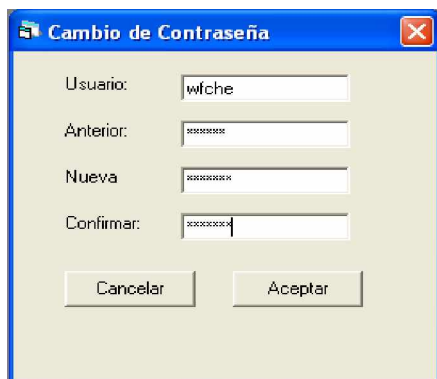 Cambio de Contraseña
Usuario: wfche
Anterior: ××××××
Nueva ×××××××
Confirmar: ×××××××
Cancelar Aceptar